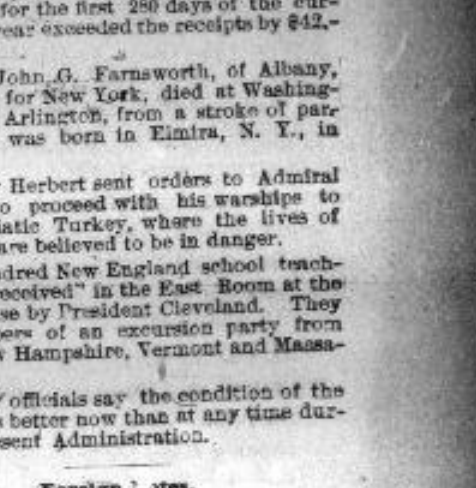 for the first 280 days of the cur-
year exceeded the receipts by $42,-
John G. Farnsworth, of Albany,
for New York, died at Washing-
Arlington, from a stroke of par-
was born in Elmira, N. Y., in
Herbert sent orders to Admiral
o proceed with his warships to
iatic Turkey, where the lives of
are believed to be in danger.
dred New England school teach-
eceived" in the East Room at the
se by President Cleveland. They
bers of an excursion party from
w Hampshire, Vermont and Massa-
y officials say the condition of the
s better now than at any time dur-
sent Administration.